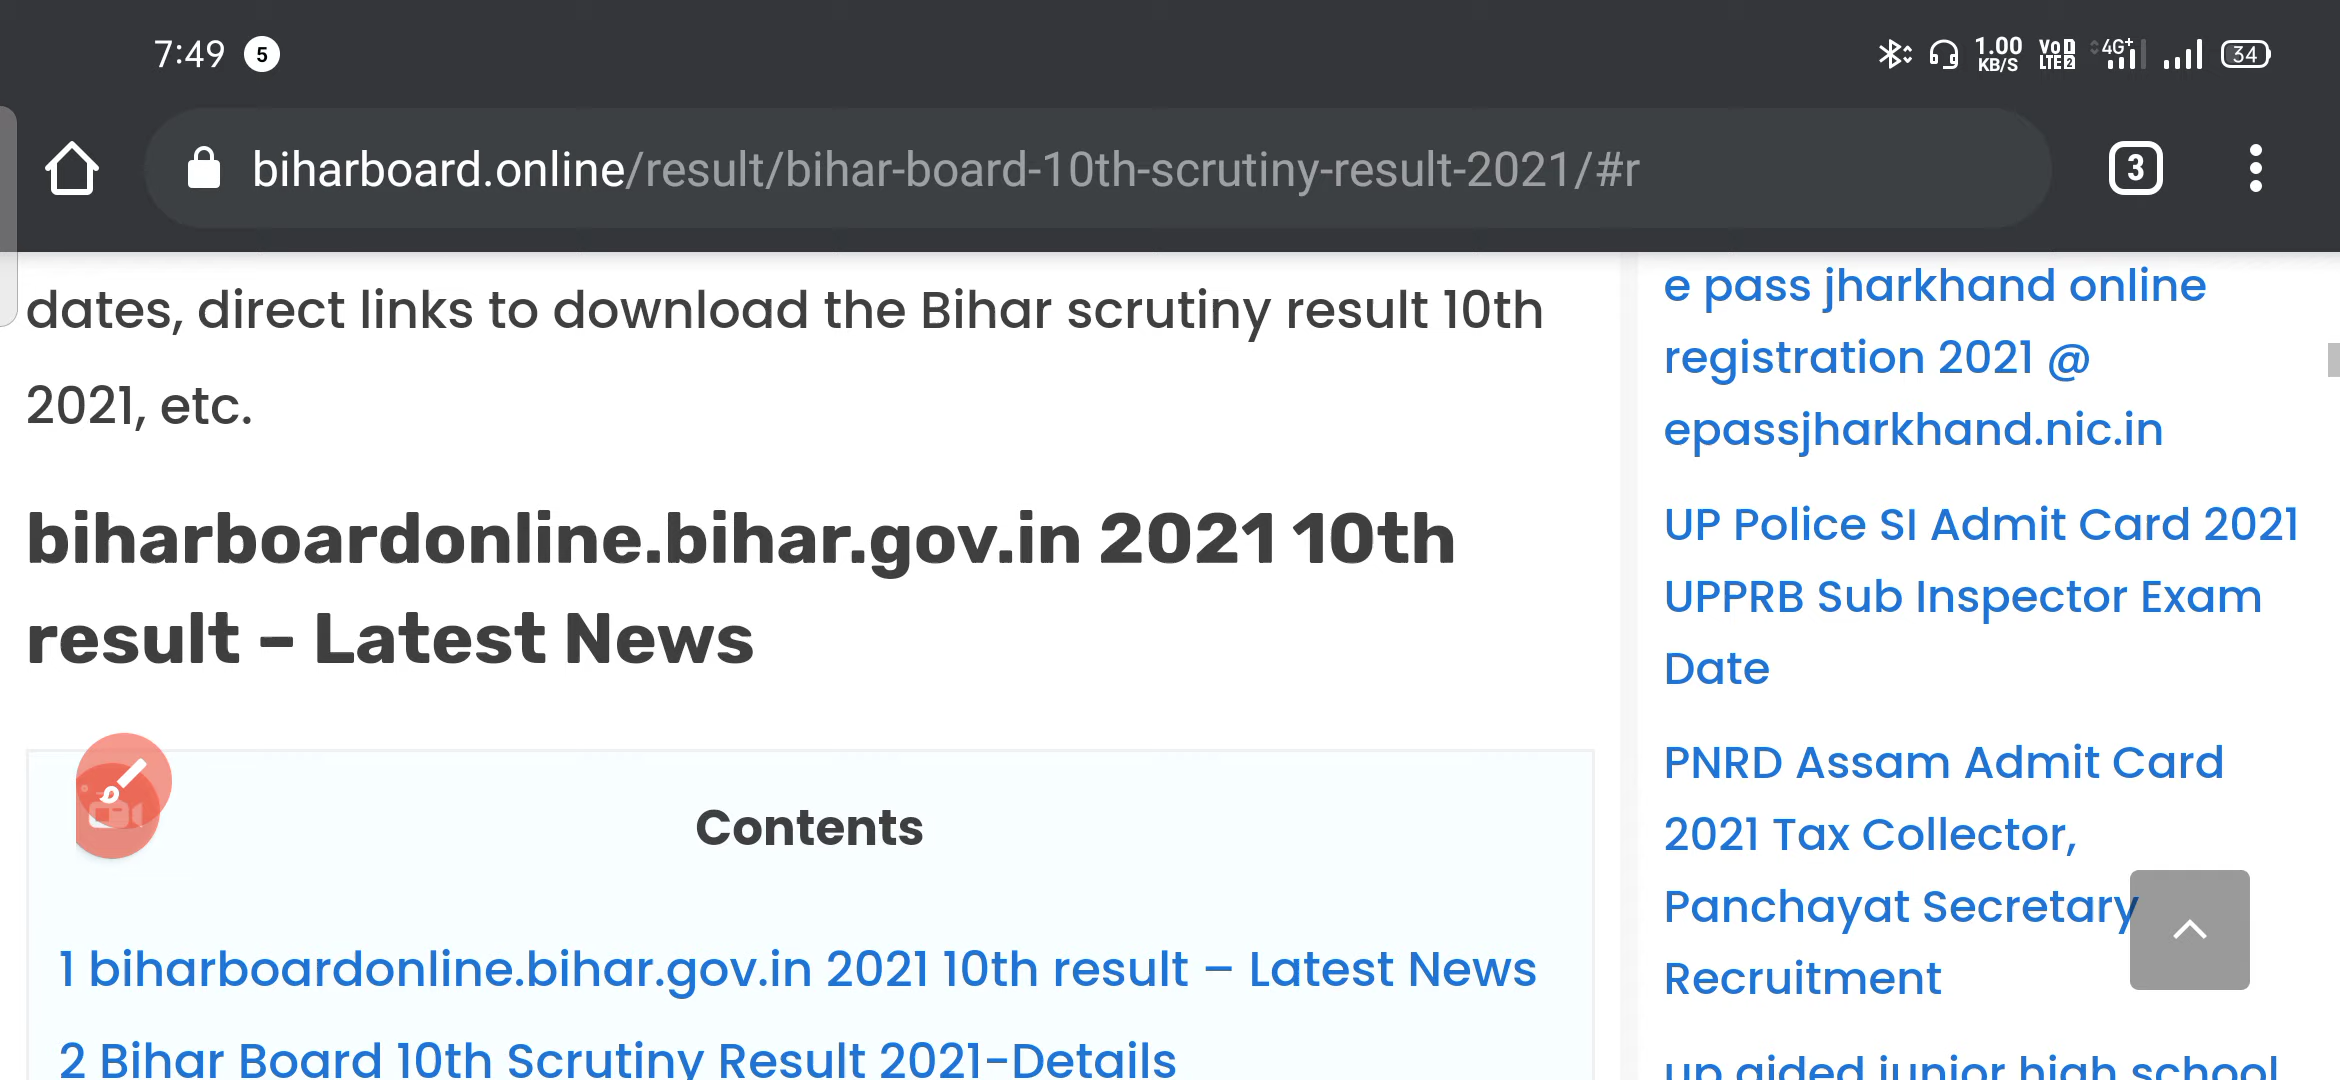 7:49 5 1.00 KB/S VoD LTE 2 4G+ 34
biharboard.online/result/bihar-board-10th-scrutiny-result-2021/#r 3
dates, direct links to download the Bihar scrutiny result 10th
2021, etc.
biharboardonline.bihar.gov.in 2021 10th
result – Latest News
Contents
1 biharboardonline.bihar.gov.in 2021 10th result – Latest News
2 Bihar Board 10th Scrutiny Result 2021-Details
e pass jharkhand online
registration 2021 @
epassjharkhand.nic.in
UP Police SI Admit Card 2021
UPPRB Sub Inspector Exam
Date
PNRD Assam Admit Card
2021 Tax Collector,
Panchayat Secretary
Recruitment
up aided junior high school